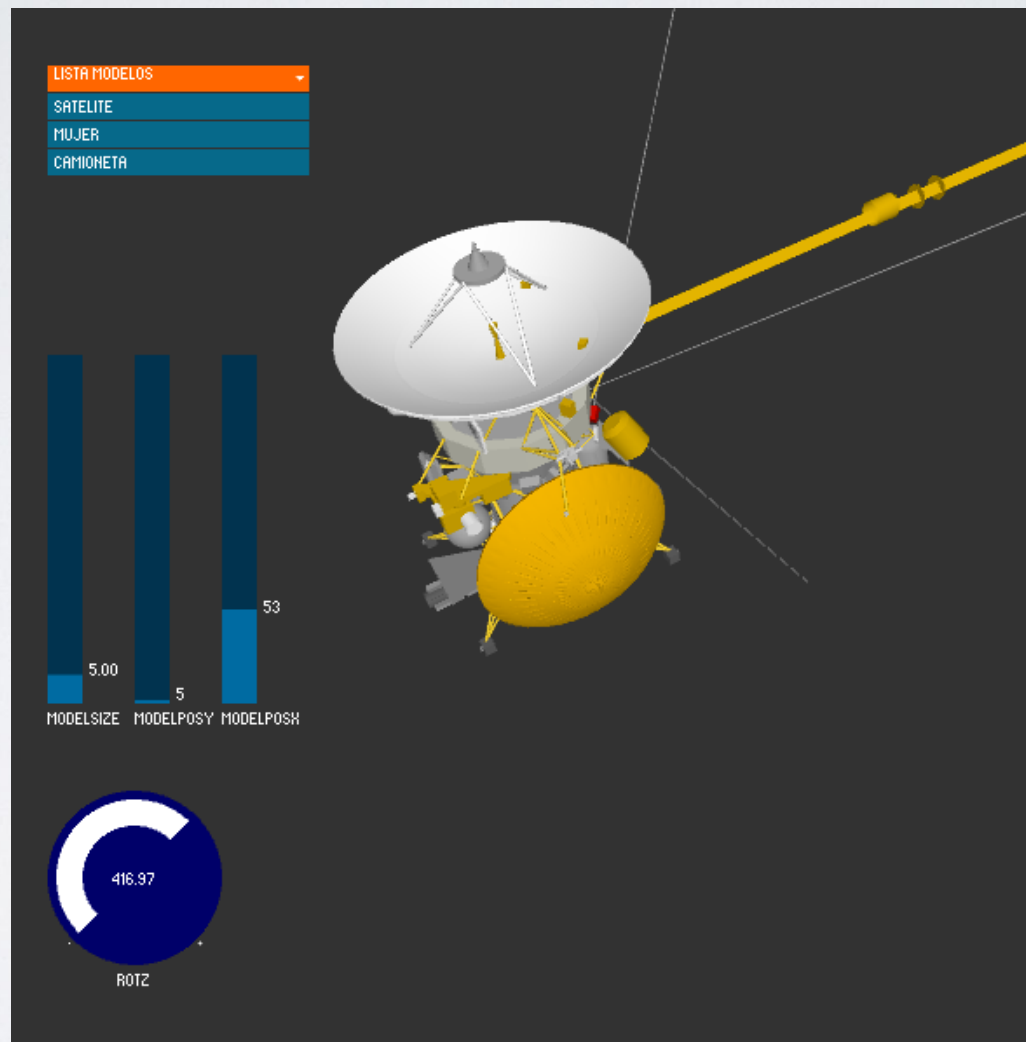 LISTA MODELOS
SATELITE
MUJER
CAMIONETA
53
5.00
5
MODELSIZE MODELPOSY MODELPOSX
416.97
- +
ROTZ